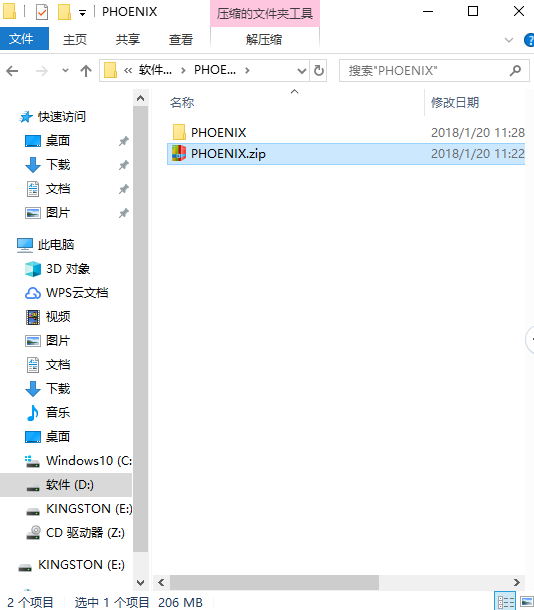 PHOENIX
压缩的文件夹工具
文件 主页 共享 查看 解压缩
« 软件... › PHOE... › 搜索"PHOENIX"
名称 修改日期
PHOENIX 2018/1/20 11:28
PHOENIX.zip 2018/1/20 11:22
快速访问
桌面
下载
文档
图片
此电脑
3D 对象
WPS云文档
视频
图片
文档
下载
音乐
桌面
Windows10 (C:
软件 (D:)
KINGSTON (E:)
CD 驱动器 (Z:)
KINGSTON (E:)
2 个项目 选中 1 个项目 206 MB